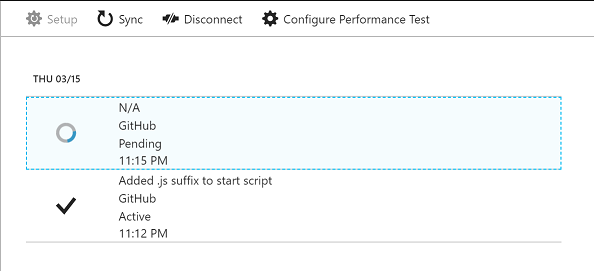 Setup Sync Disconnect Configure Performance Test
THU 03/15
N/A
GitHub
Pending
11:15 PM
Added .js suffix to start script
GitHub
Active
11:12 PM